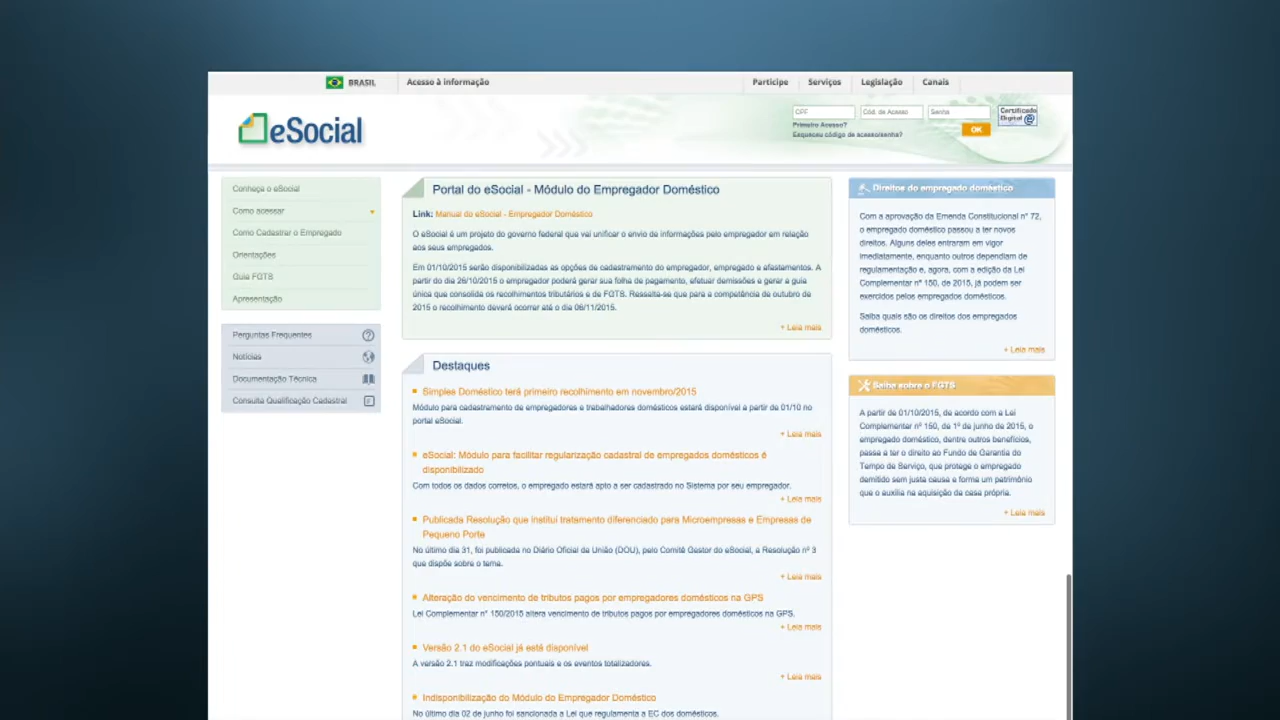 BRASIL
Acesso à informação
Participe
Serviços
Legislação
Canais
eSocial
CPF
Cód. de Acesso
Senha
Certificado
Digital
Primeiro Acesso?
Esqueceu código de acesso/senha?
OK
Conheça o eSocial
Como acessar
Como Cadastrar o Empregado
Orientações
Guia FGTS
Apresentação
Perguntas Frequentes
Notícias
Documentação Técnica
Consulta Qualificação Cadastral
Portal do eSocial - Módulo do Empregador Doméstico
Link: Manual do eSocial - Empregador Doméstico
O eSocial é um projeto do governo federal que vai unificar o envio de informações pelo empregador em relação
aos seus empregados.
Em 01/10/2015 serão disponibilizadas as opções de cadastramento do empregador, empregado e afastamentos. A
partir do dia 26/10/2015 o empregador poderá gerar sua folha de pagamento, efetuar demissões e gerar a guia
única que consolida os recolhimentos tributários e de FGTS. Ressalta-se que para a competência de outubro de
2015 o recolhimento deverá ocorrer até o dia 06/11/2015.
+ Leia mais
Destaques
Simples Doméstico terá primeiro recolhimento em novembro/2015
Módulo para cadastramento de empregadores e trabalhadores domésticos estará disponível a partir de 01/10 no
portal eSocial.
+ Leia mais
eSocial: Módulo para facilitar regularização cadastral de empregados domésticos é
disponibilizado
Com todos os dados corretos, o empregado estará apto a ser cadastrado no Sistema por seu empregador.
+ Leia mais
Publicada Resolução que institui tratamento diferenciado para Microempresas e Empresas de
Pequeno Porte
No último dia 31, foi publicada no Diário Oficial da União (DOU), pelo Comitê Gestor do eSocial, a Resolução nº 3
que dispõe sobre o tema.
+ Leia mais
Alteração do vencimento de tributos pagos por empregadores domésticos na GPS
Lei Complementar n° 150/2015 altera vencimento de tributos pagos por empregadores domésticos na GPS.
+ Leia mais
Versão 2.1 do eSocial já está disponível
A versão 2.1 traz modificações pontuais e os eventos totalizadores.
+ Leia mais
Indisponibilização do Módulo do Empregador Doméstico
No último dia 02 de junho foi sancionada a Lei que regulamenta a EC dos domésticos.
Direitos do empregado doméstico
Com a aprovação da Emenda Constitucional n° 72,
o empregado doméstico passou a ter novos
direitos. Alguns deles entraram em vigor
imediatamente, enquanto outros dependiam de
regulamentação e, agora, com a edição da Lei
Complementar n° 150, de 2015, já podem ser
exercidos pelos empregados domésticos.
Saiba quais são os direitos dos empregados
domésticos.
+ Leia mais
Saiba sobre o FGTS
A partir de 01/10/2015, de acordo com a Lei
Complementar nº 150, de 1º de junho de 2015, o
empregado doméstico, dentre outros benefícios,
passa a ter o direito ao Fundo de Garantia do
Tempo de Serviço, que protege o empregado
demitido sem justa causa e forma um patrimônio
que o auxilia na aquisição da casa própria.
+ Leia mais